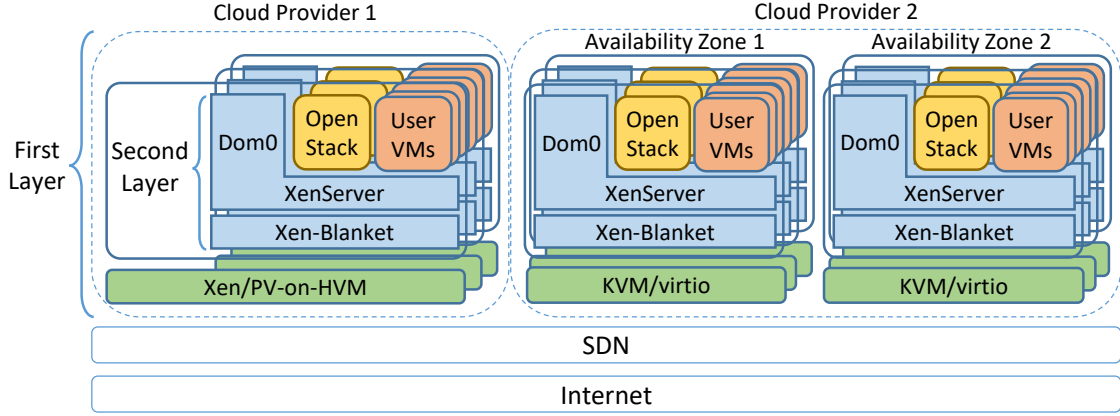 Cloud Provider 1
Cloud Provider 2
Availability Zone 1
Availability Zone 2
First
Layer
Second
Layer
Dom0
Open
Stack
User
VMs
XenServer
Xen-Blanket
Xen/PV-on-HVM
Dom0
Open
Stack
User
VMs
XenServer
Xen-Blanket
KVM/virtio
Dom0
Open
Stack
User
VMs
XenServer
Xen-Blanket
KVM/virtio
SDN
Internet